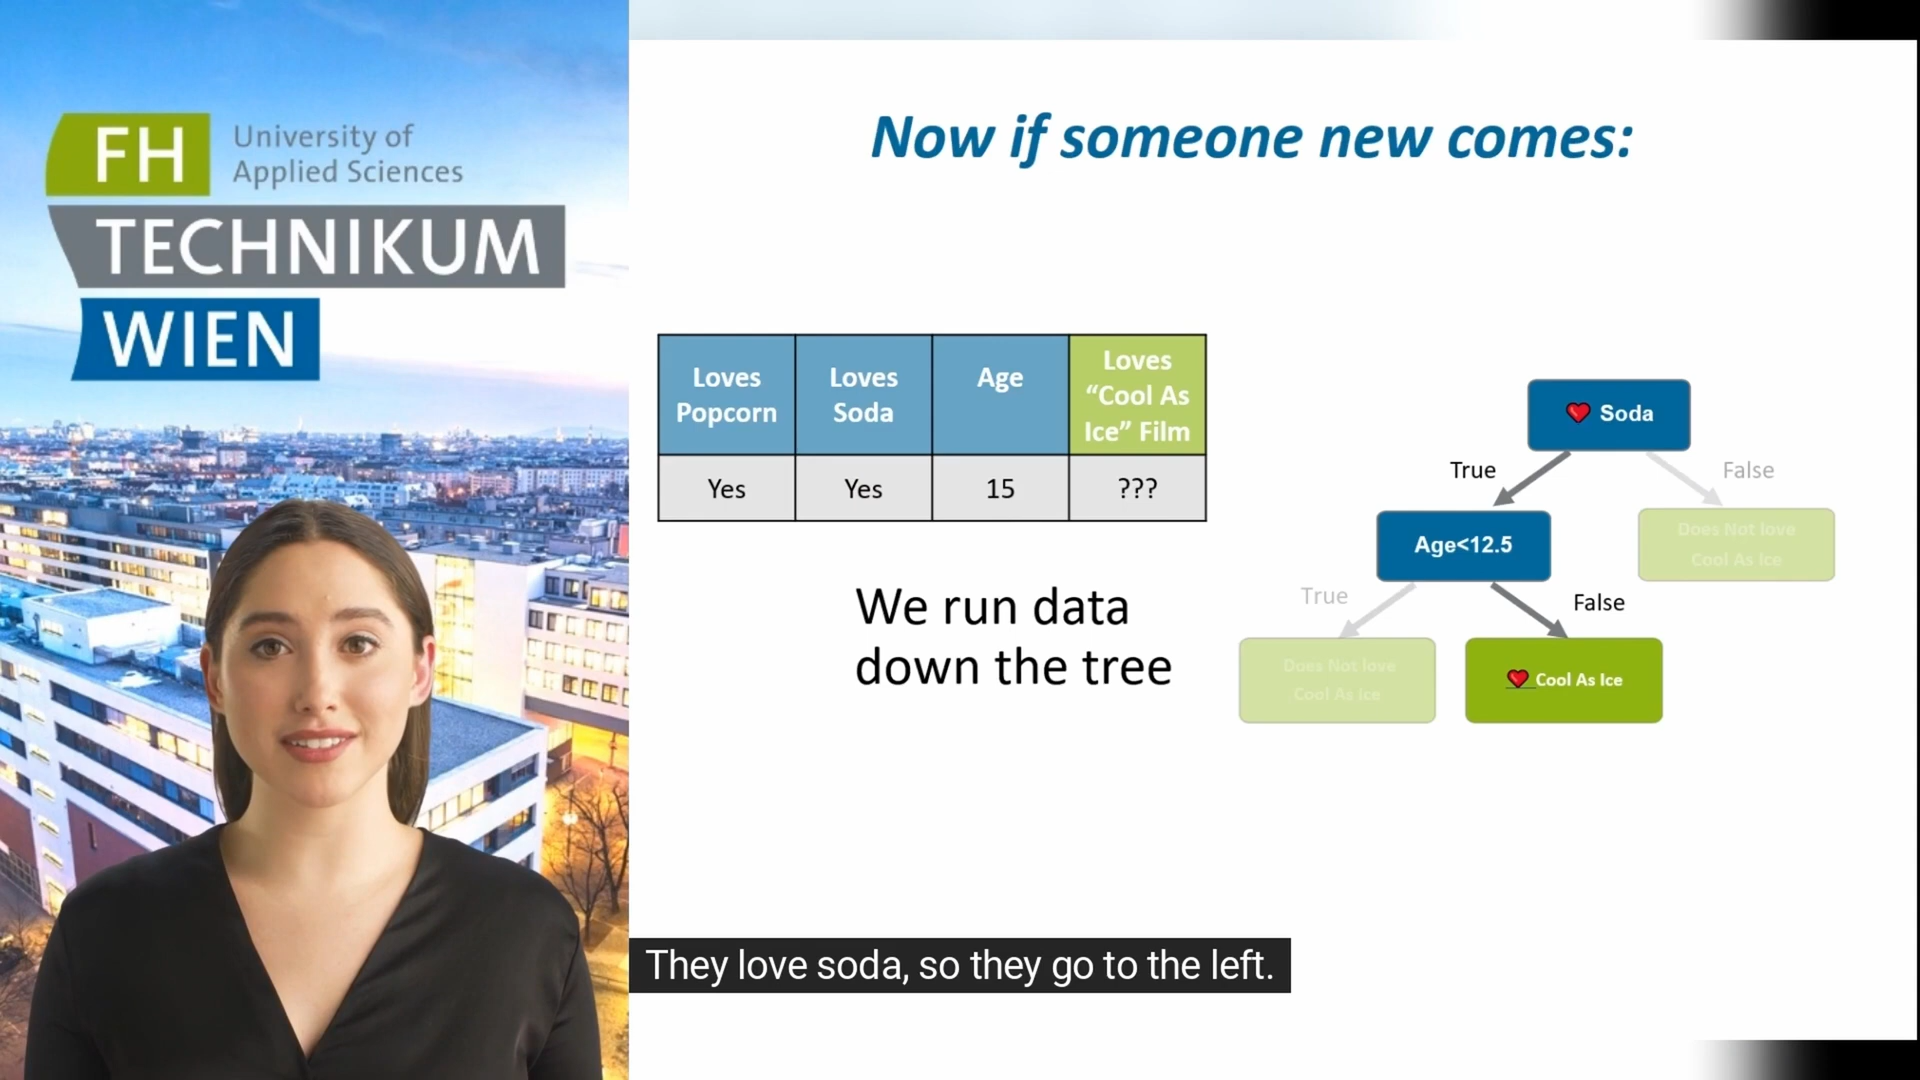 FH
University of
Applied Sciences
TECHNIKUM
WIEN
Now if someone new comes:
Loves
Popcorn
Loves
Soda
Age
Loves
“Cool As
Ice” Film
Yes
Yes
15
???
We run data
down the tree
Soda
True
False
Age<12.5
Does Not love
Cool As ice
True
False
Does Not love
Cool As ice
Cool As Ice
They love soda, so they go to the left.